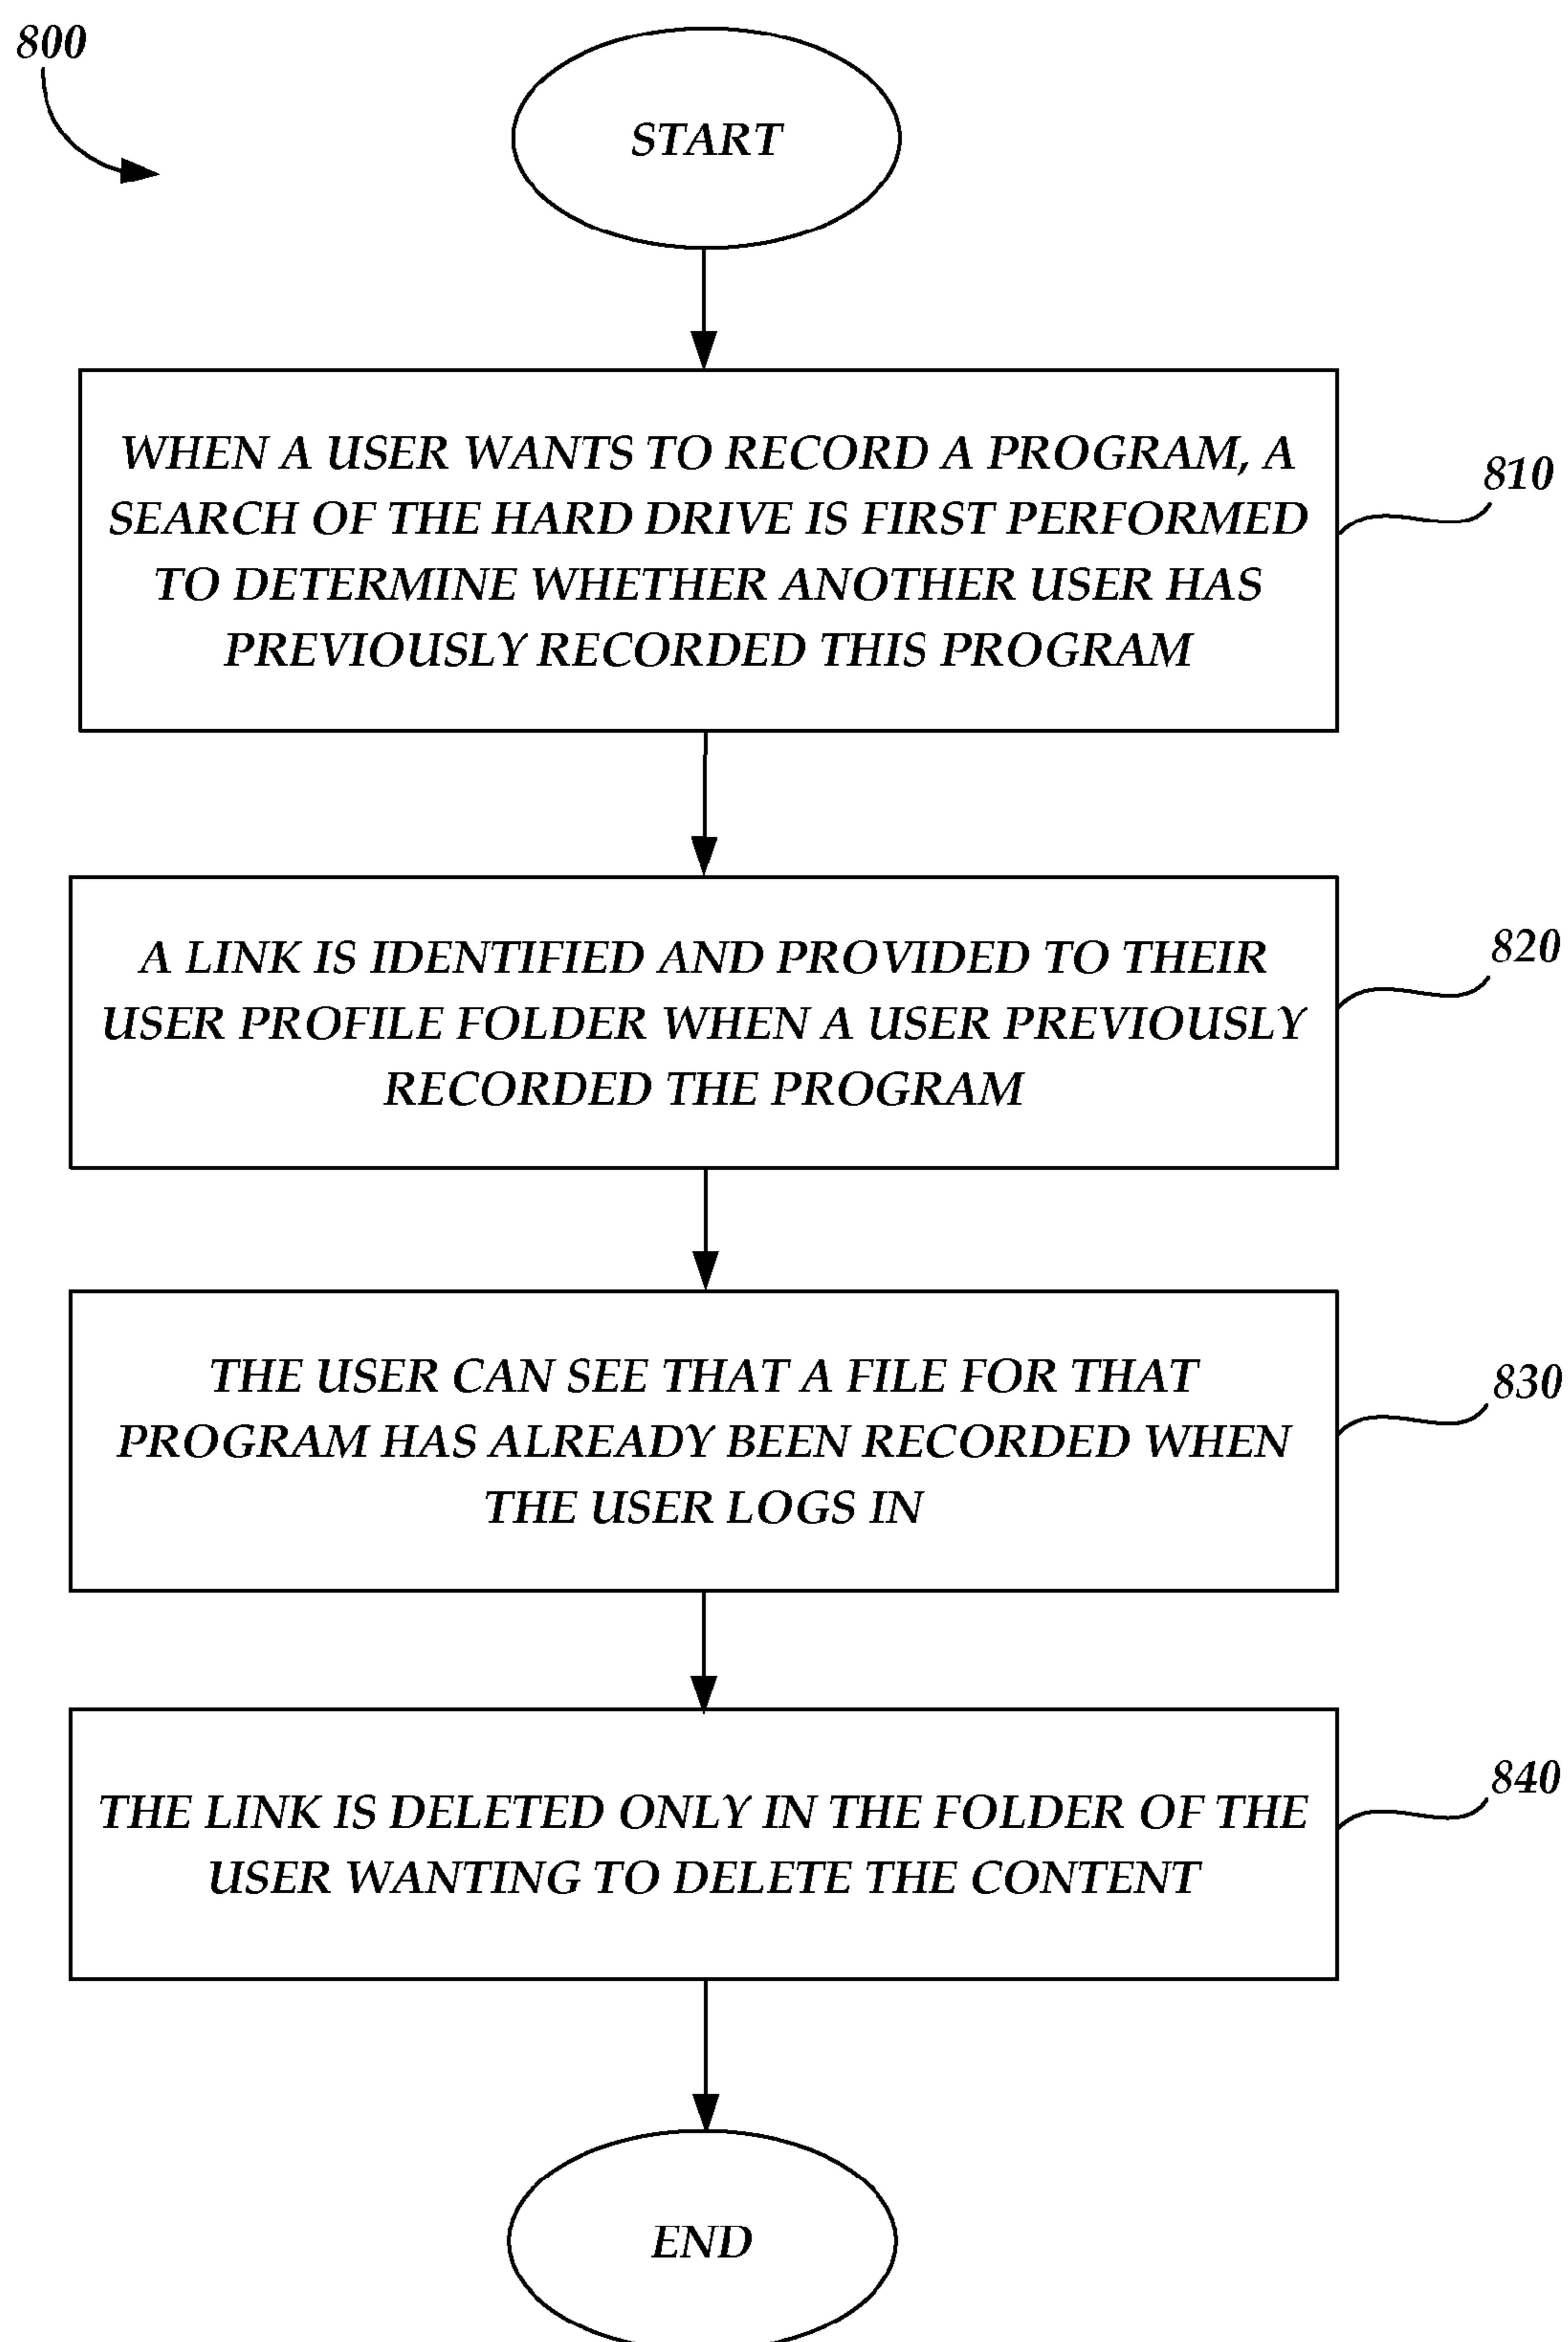 800
START
WHEN A USER WANTS TO RECORD A PROGRAM, A
SEARCH OF THE HARD DRIVE IS FIRST PERFORMED
TO DETERMINE WHETHER ANOTHER USER HAS
PREVIOUSLY RECORDED THIS PROGRAM
810
A LINK IS IDENTIFIED AND PROVIDED TO THEIR
USER PROFILE FOLDER WHEN A USER PREVIOUSLY
RECORDED THE PROGRAM
820
THE USER CAN SEE THAT A FILE FOR THAT
PROGRAM HAS ALREADY BEEN RECORDED WHEN
THE USER LOGS IN
830
THE LINK IS DELETED ONLY IN THE FOLDER OF THE
USER WANTING TO DELETE THE CONTENT
840
END